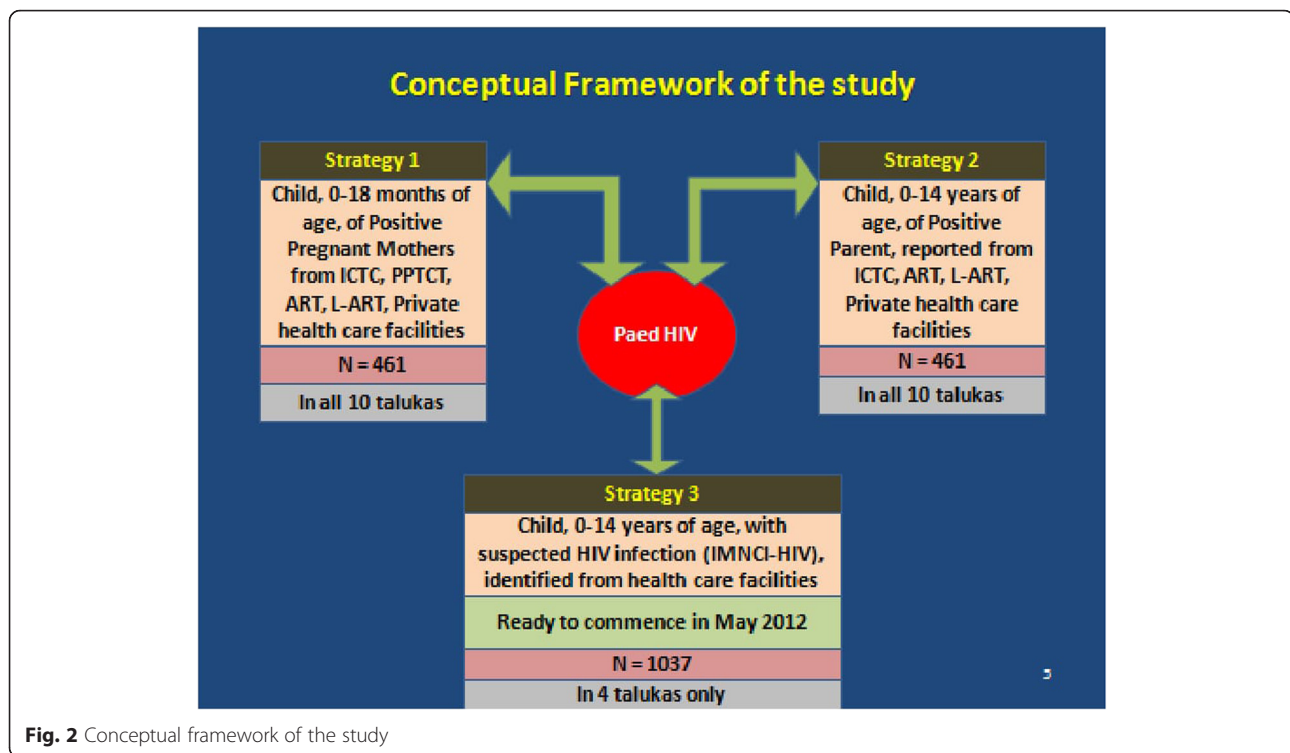 Conceptual Framework of the study
Strategy 1
Child, 0-18 months of
age, of Positive
Pregnant Mothers
from ICTC, PPTCT,
ART, L-ART, Private
health care facilities
N = 461
In all 10 talukas
Strategy 2
Child, 0-14 years of
age, of Positive
Parent, reported from
ICTC, ART, L-ART,
Private health care
facilities
N = 461
In all 10 talukas
Paed HIV
Strategy 3
Child, 0-14 years of age, with
suspected HIV infection (IMNCI-HIV),
identified from health care facilities
Ready to commence in May 2012
N = 1037
In 4 talukas only
5
Fig. 2 Conceptual framework of the study